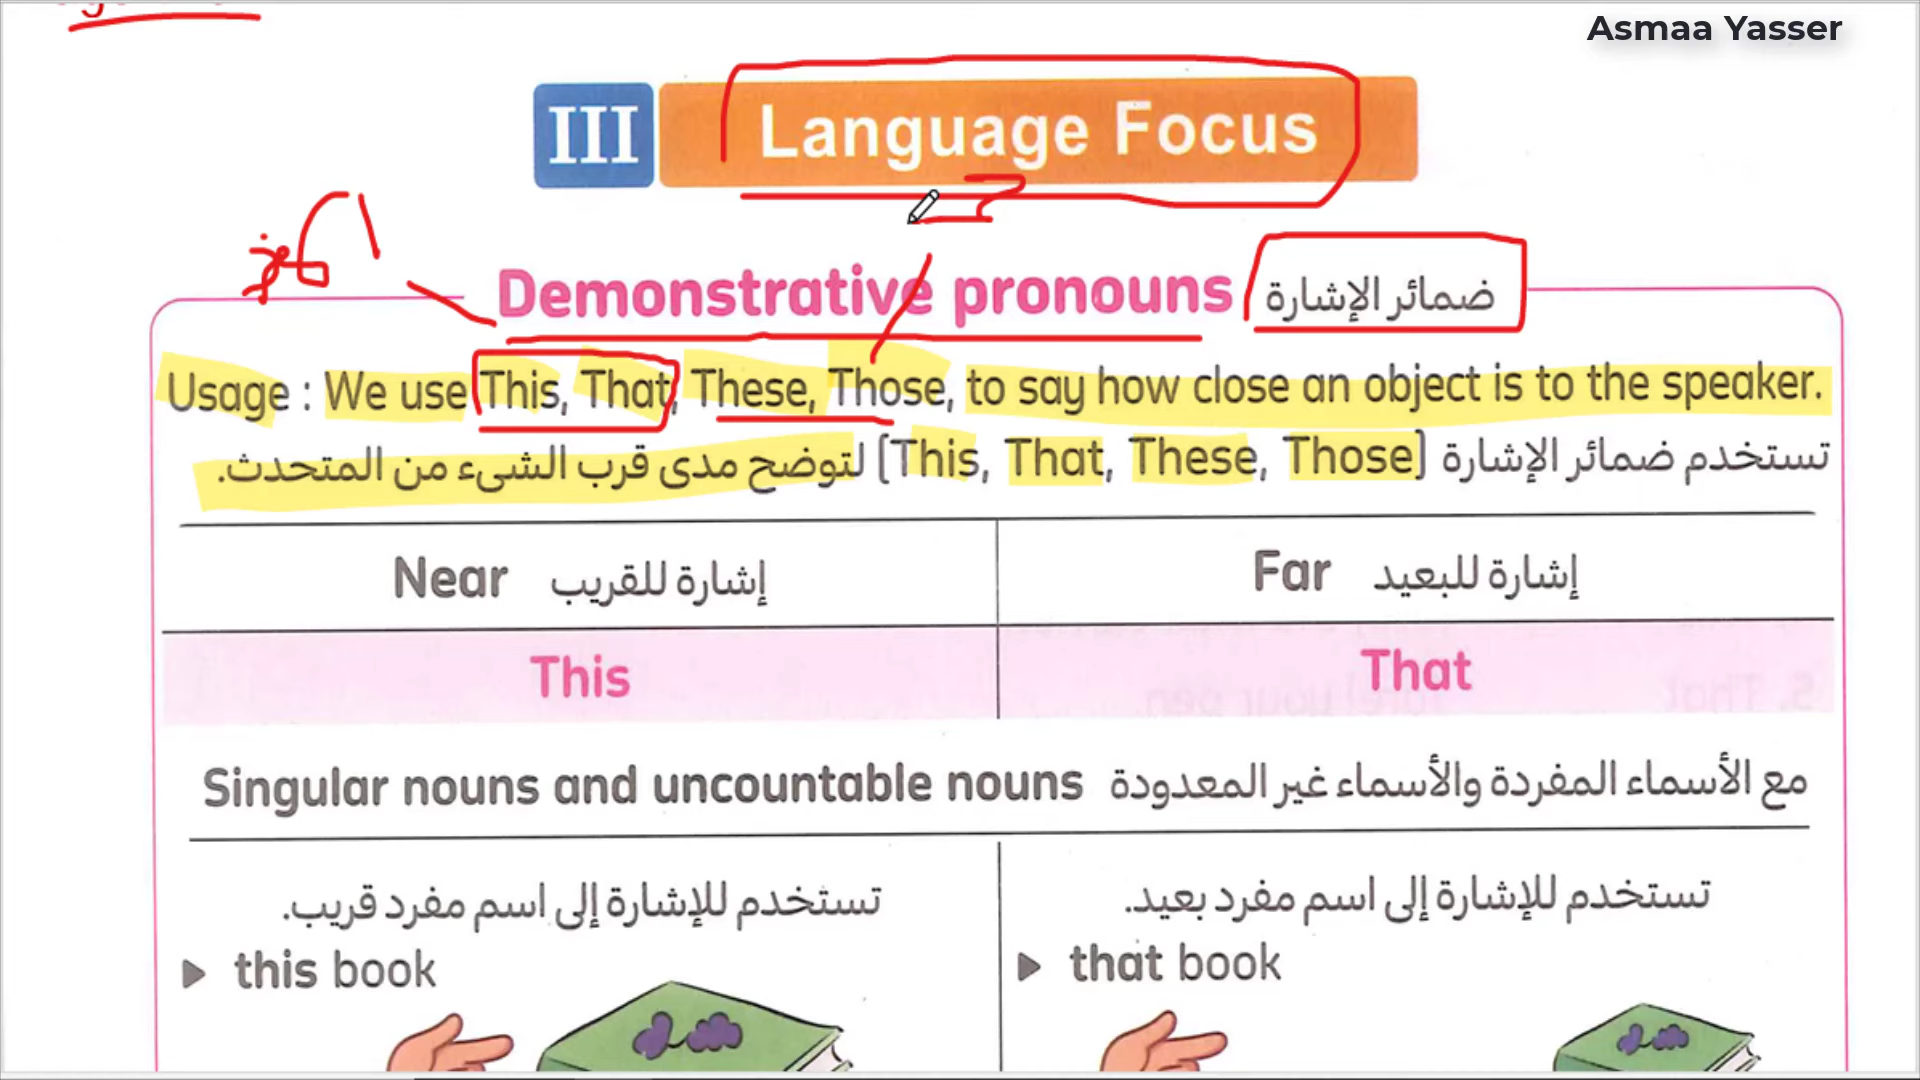 Asmaa Yasser
III Language Focus
Demonstrative pronouns ضمائر الإشارة
Usage : We use This, That, These, Those, to say how close an object is to the speaker.
تستخدم ضمائر الإشارة [This, That, These, Those] لتوضح مدى قرب الشىء من المتحدث.
Near إشارة للقريب
Far إشارة للبعيد
This
That
Singular nouns and uncountable nouns مع الأسماء المفردة والأسماء غير المعدودة
تستخدم للإشارة إلى اسم مفرد قريب.
this book
تستخدم للإشارة إلى اسم مفرد بعيد.
that book